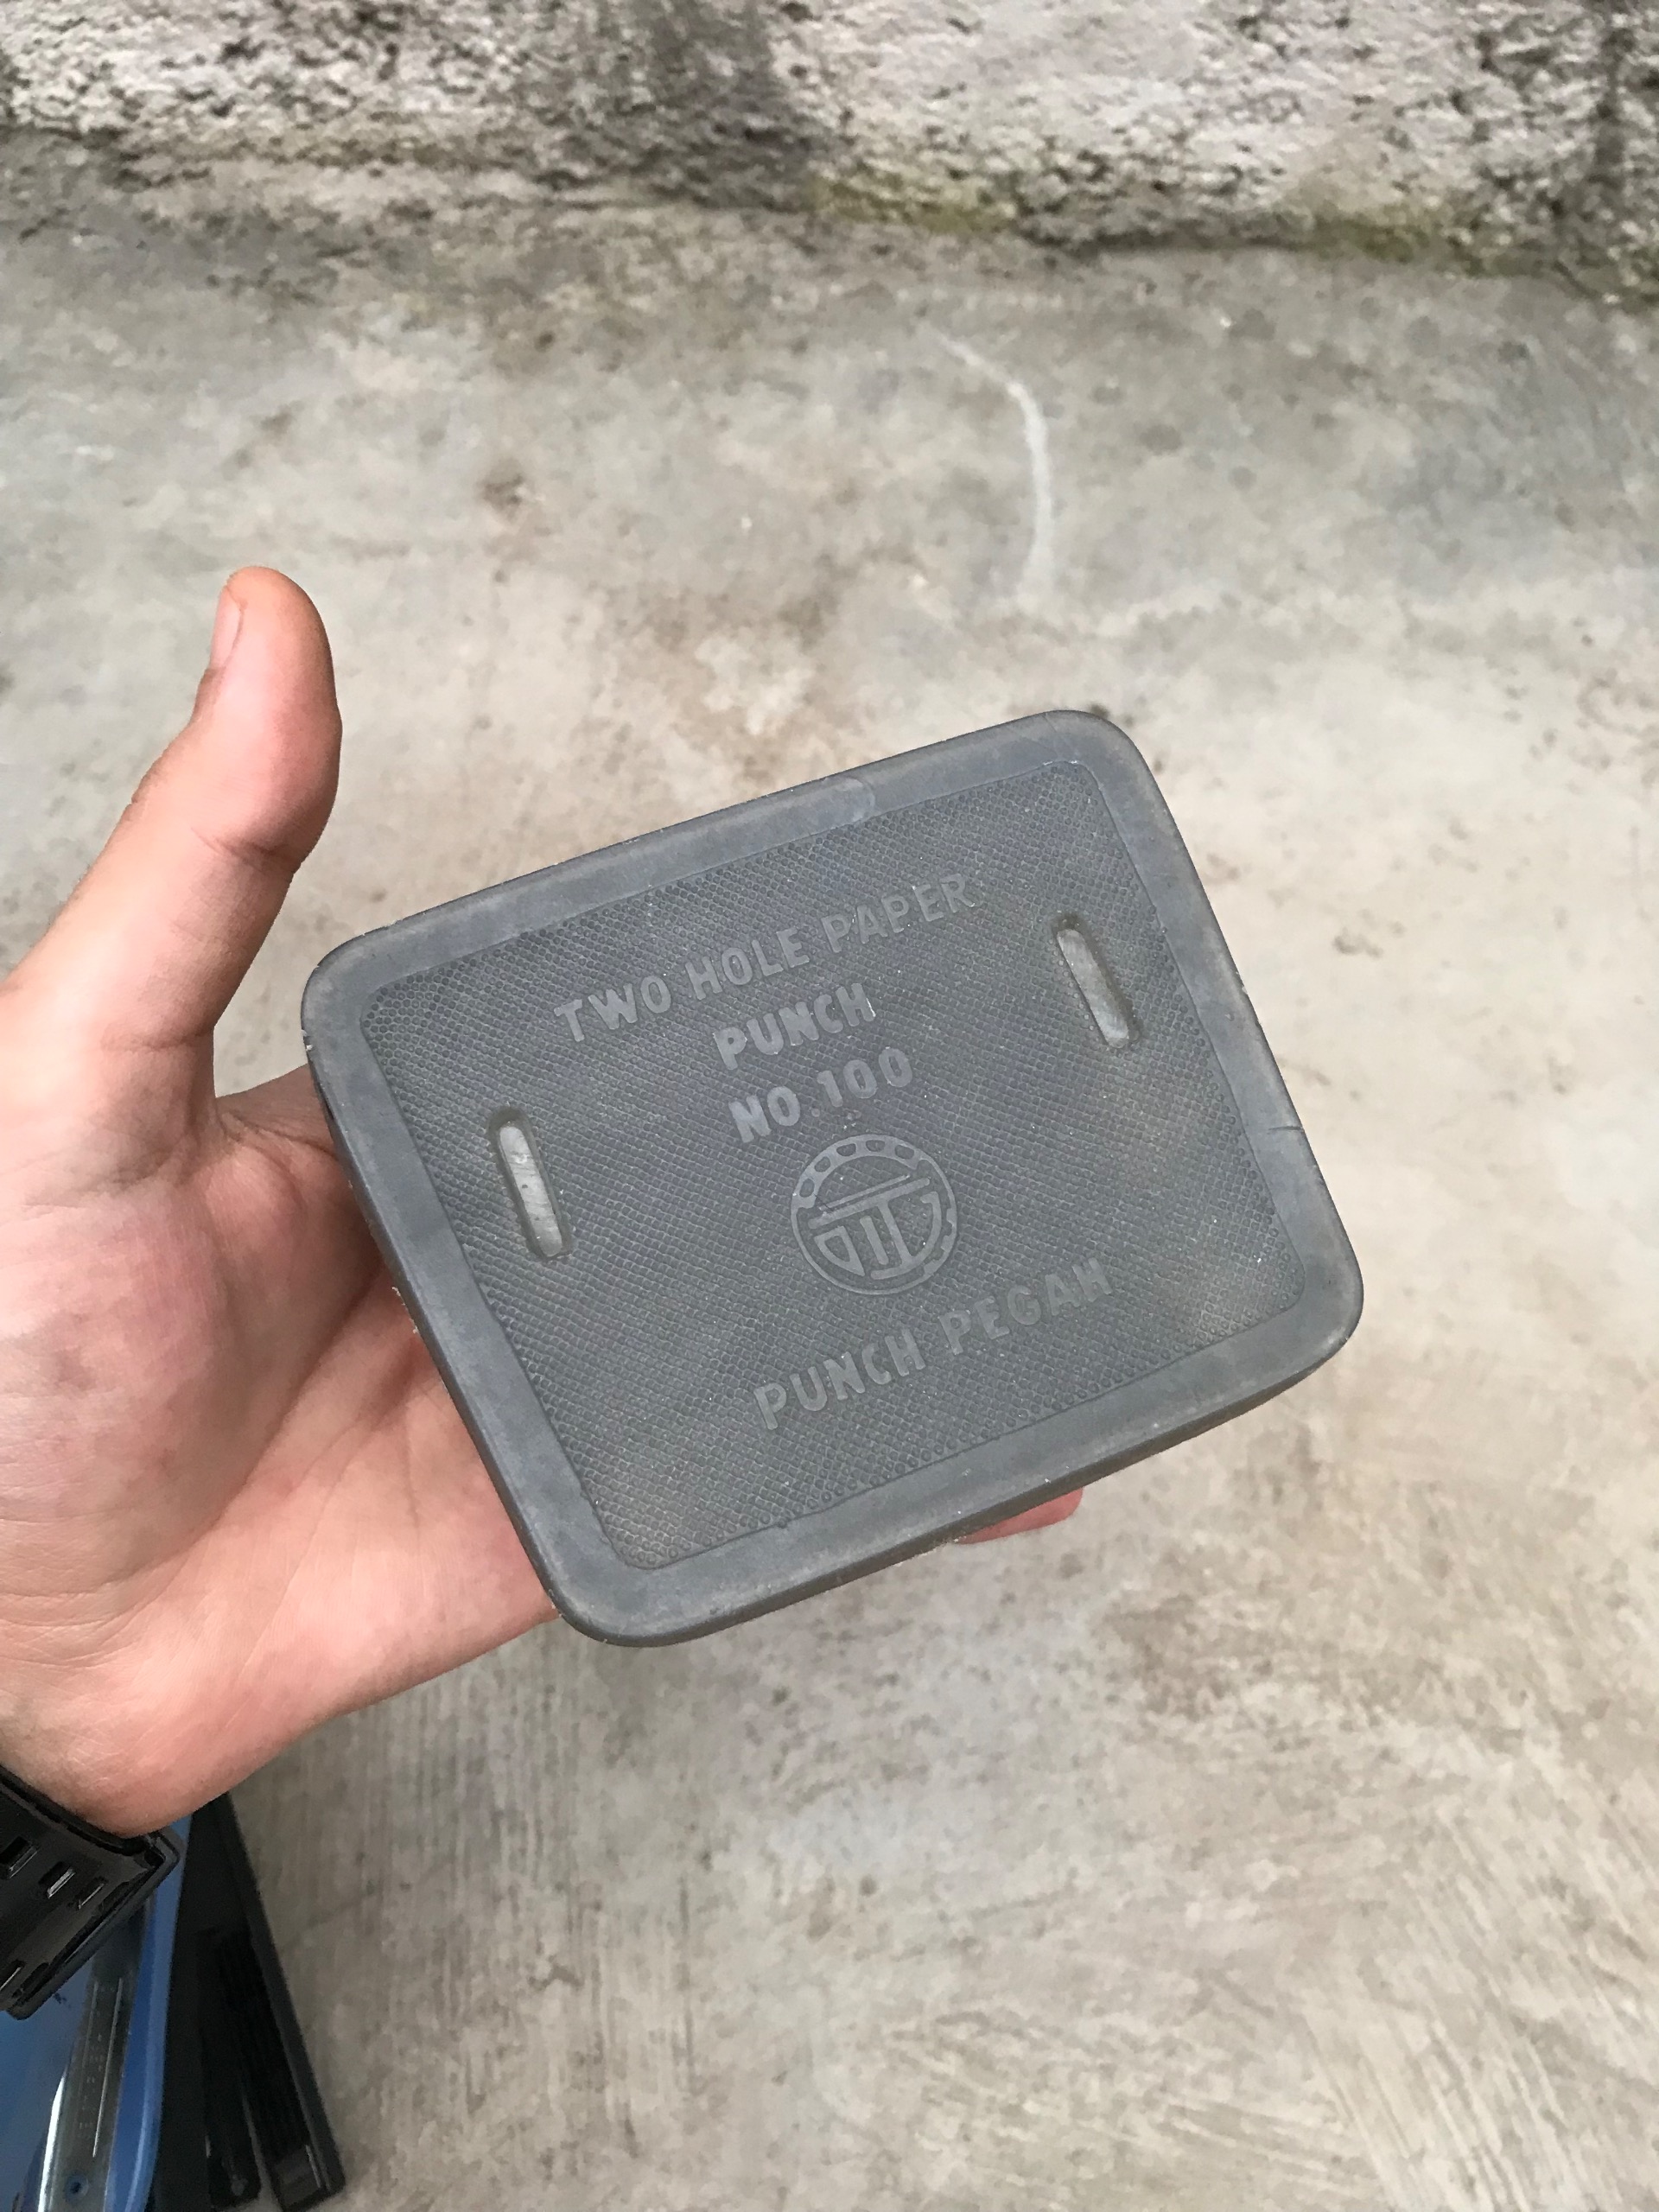 TWO HOLE PAPER
PUNCH
NO.100
PUNCH PEGAH